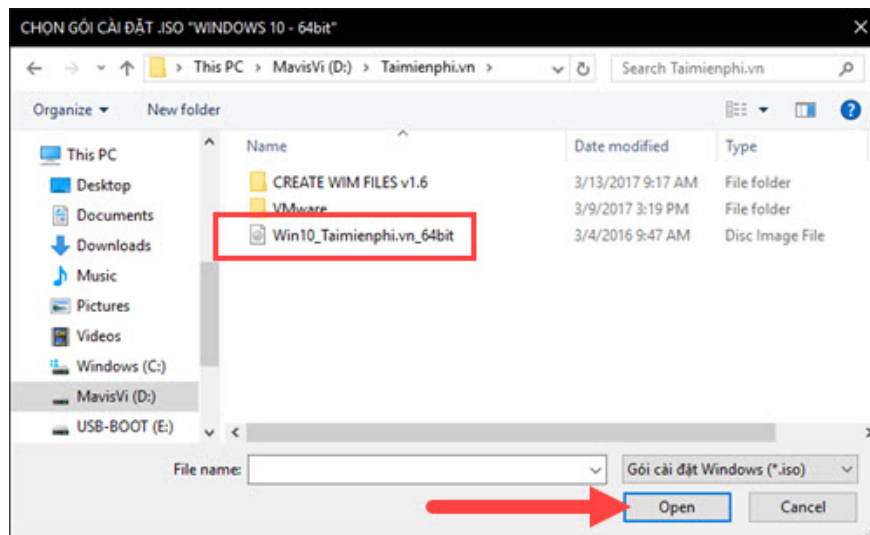 CHỌN GÓI CÀI ĐẶT .ISO "WINDOWS 10 - 64bit"
This PC > MavisVi (D:) > Taimienphi.vn >
Search Taimienphi.vn
Organize
New folder
Name
Date modified
Type
This PC
Desktop
Documents
Downloads
Music
Pictures
Videos
Windows (C:)
MavisVi (D:)
USB-BOOT (E:)
CREATE WIM FILES v1.6 3/13/2017 9:17 AM File folder
VMware 3/9/2017 3:19 PM File folder
Win10_Taimienphi.vn_64bit 3/4/2016 9:47 AM Disc Image File
File name:
Gói cài đặt Windows (*.iso)
Open
Cancel